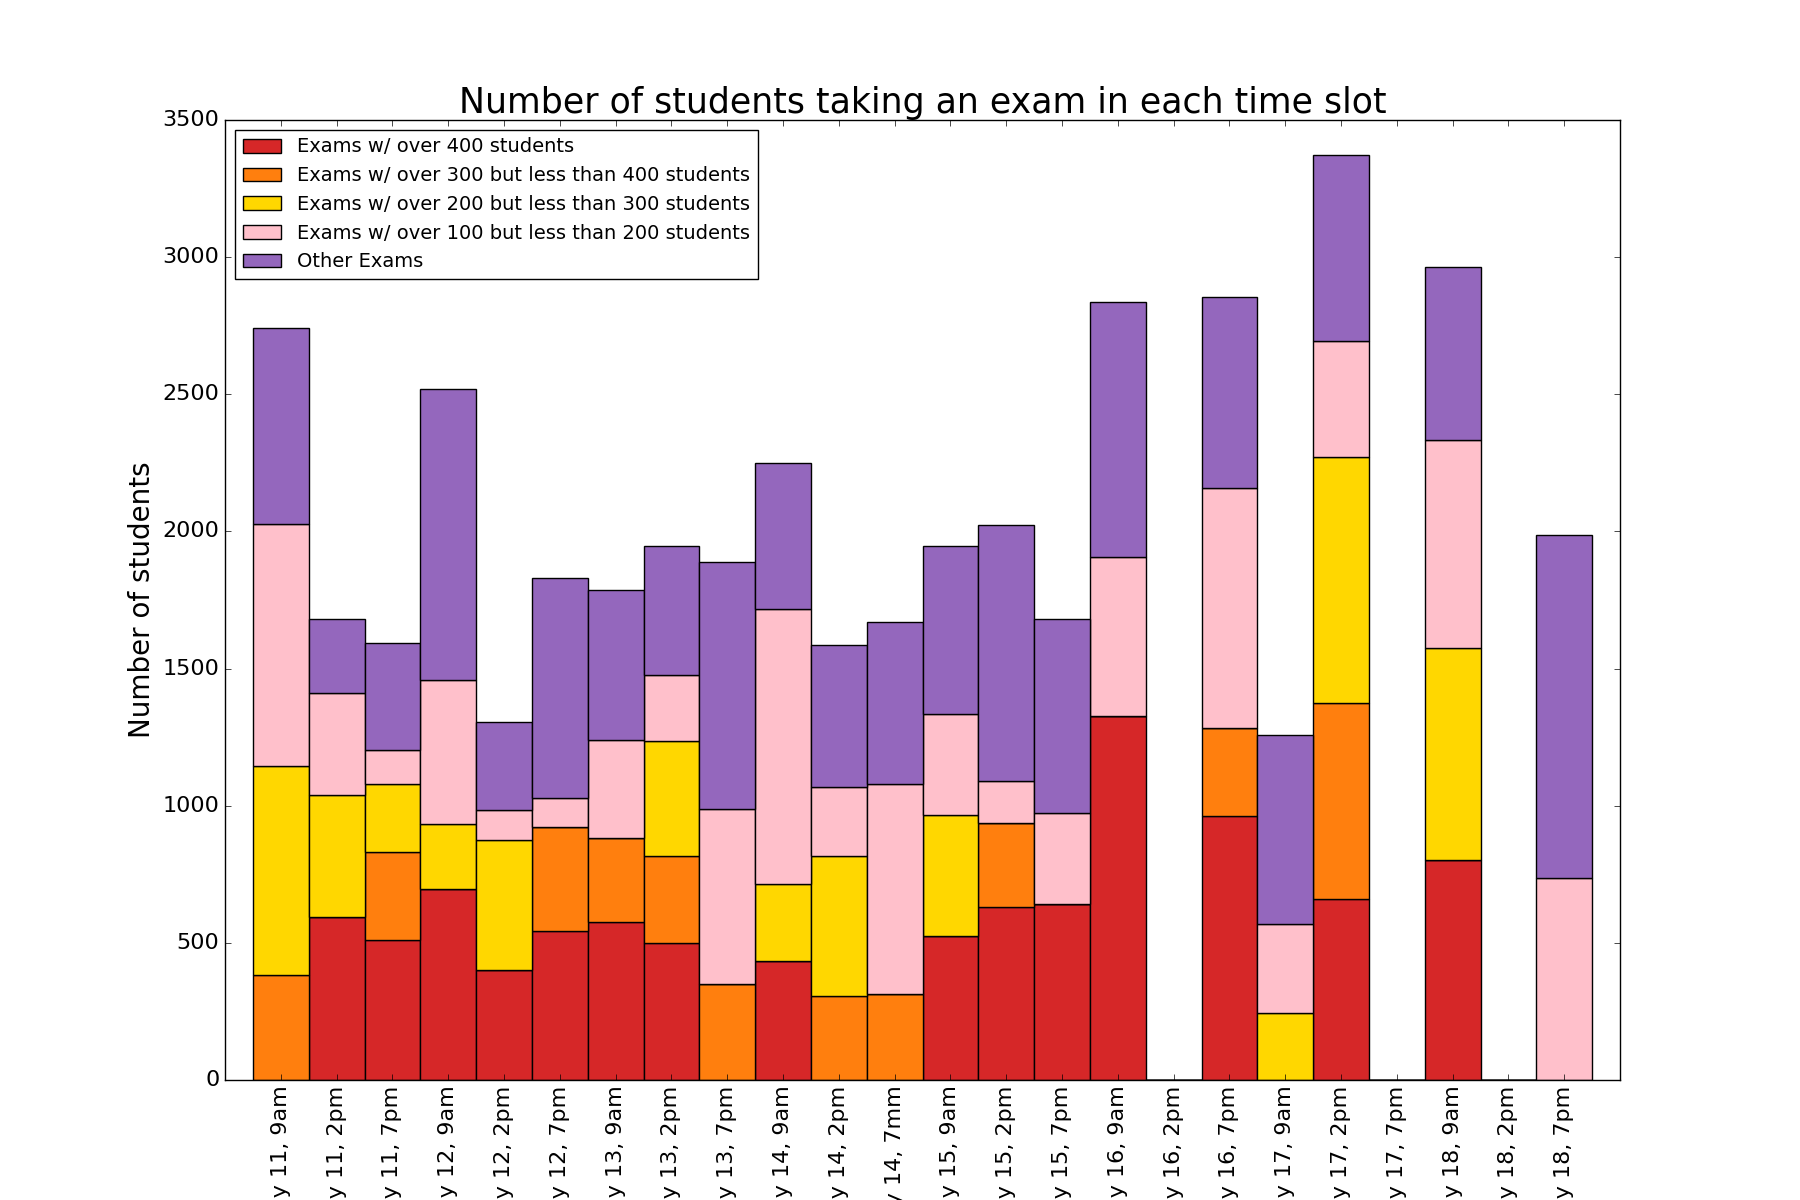 Number of students taking an exam in each time slot
3500
3000
2500
2000
1500
1000
500
0
Number of students
Exams w/ over 400 students
Exams w/ over 300 but less than 400 students
Exams w/ over 200 but less than 300 students
Exams w/ over 100 but less than 200 students
Other Exams
y 11, 9am
y 11, 2pm
y 11, 7pm
y 12, 9am
y 12, 2pm
y 12, 7pm
y 13, 9am
y 13, 2pm
y 13, 7pm
y 14, 9am
y 14, 2pm
y 14, 7mm
y 15, 9am
y 15, 2pm
y 15, 7pm
y 16, 9am
y 16, 2pm
y 16, 7pm
y 17, 9am
y 17, 2pm
y 17, 7pm
y 18, 9am
y 18, 2pm
y 18, 7pm